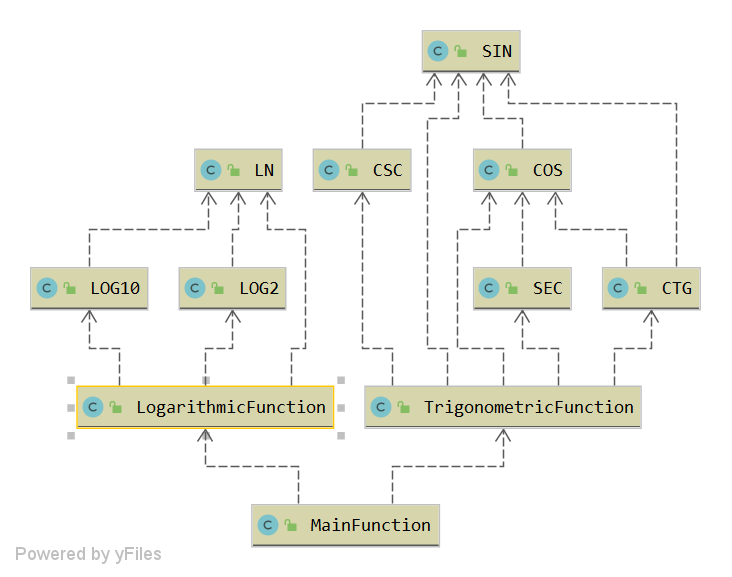 SIN
LN
CSC
COS
LOG10
LOG2
SEC
CTG
LogarithmicFunction
TrigonometricFunction
MainFunction
Powered by yFiles